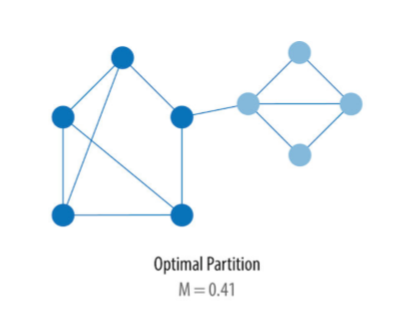 Optimal Partition
M = 0.41